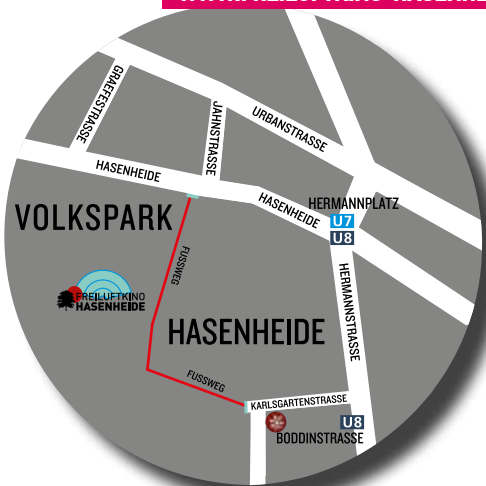 GRAEFESTRASSE
JAHNSTRASSE
URBANSTRASSE
HASENHEIDE
HASENHEIDE
HERMANNPLATZ
U7
U8
VOLKSPARK
FUSSWEG
HERMANNSTRASSE
FREILUFTKINO
HASENHEIDE
HASENHEIDE
FUSSWEG
KARLSGARTENSTRASSE
U8
BODDINSTRASSE